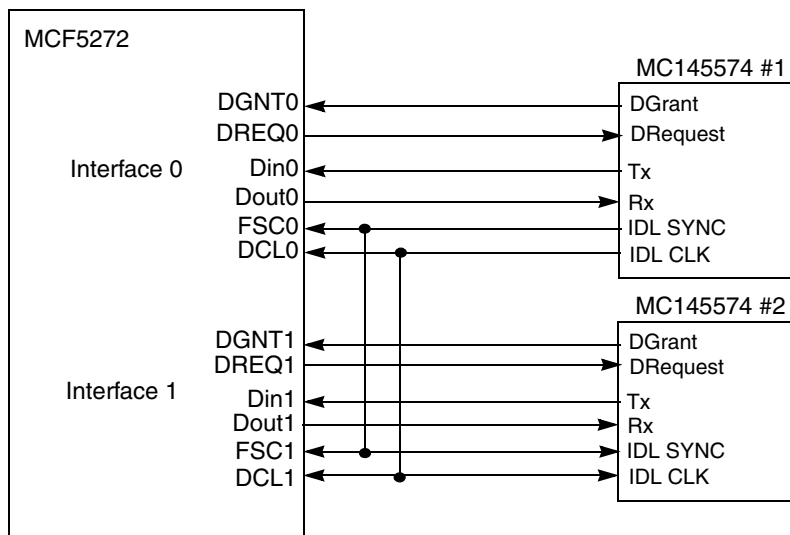 MCF5272
MC145574 #1
DGNT0
DGrant
DREQ0
DRequest
Interface 0
Din0
Tx
Dout0
Rx
FSC0
IDL SYNC
DCL0
IDL CLK
MC145574 #2
DGNT1
DGrant
DREQ1
DRequest
Interface 1
Din1
Tx
Dout1
Rx
FSC1
IDL SYNC
DCL1
IDL CLK